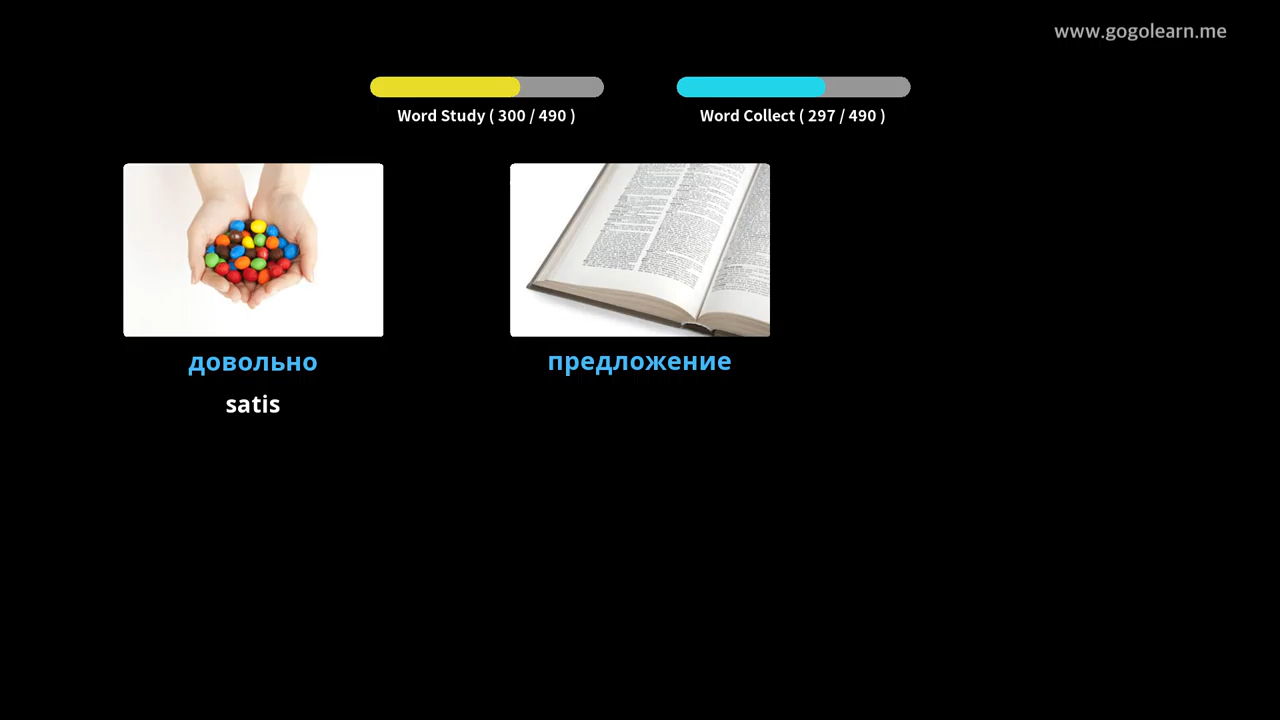 www.gogolearn.me
Word Study ( 300 / 490 )
Word Collect ( 297 / 490 )
довольно
предложение
satis